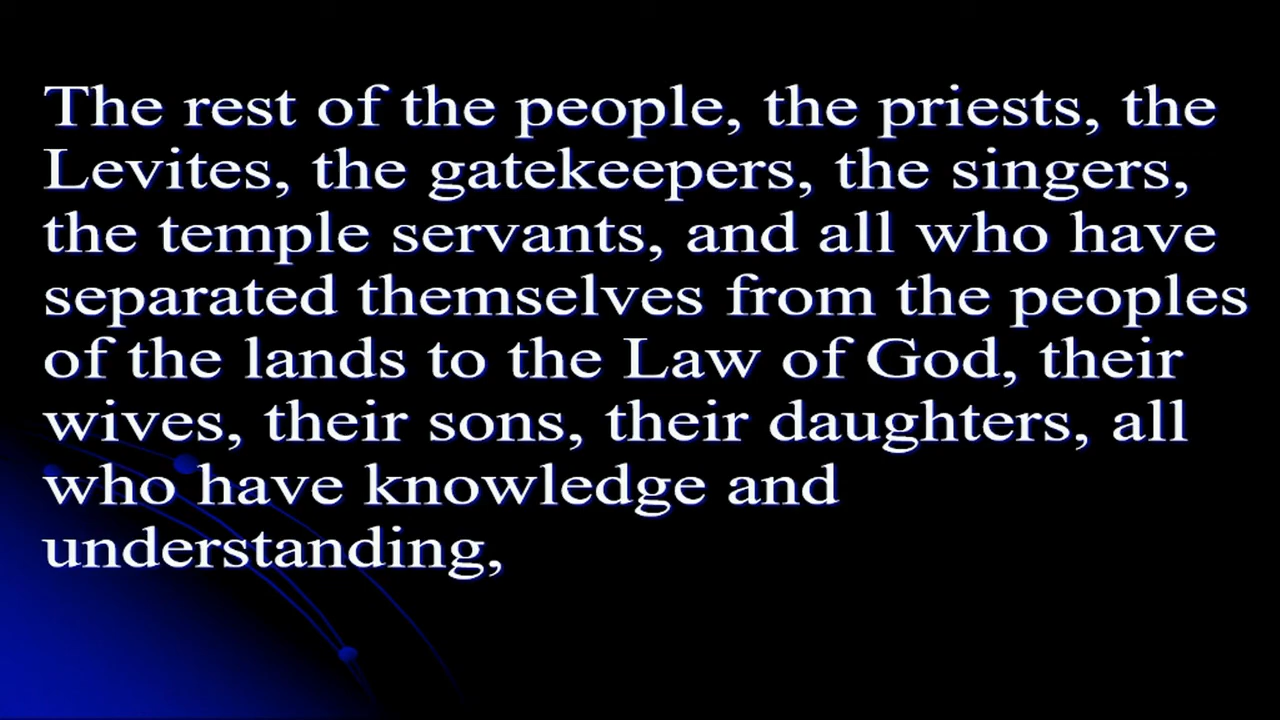 The rest of the people, the priests, the
Levites, the gatekeepers, the singers,
the temple servants, and all who have
separated themselves from the peoples
of the lands to the Law of God, their
wives, their sons, their daughters, all
who have knowledge and
understanding,